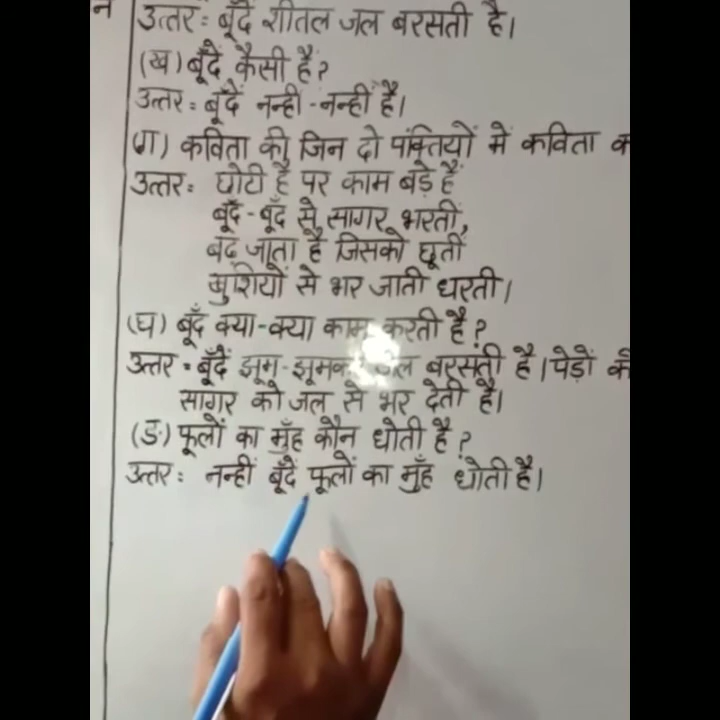 न
उत्तर: बूँदें शीतल जल बरसती है।
(ख) बूँदें कैसी हैं?
उत्तर: बूँदें नन्ही-नन्हीं है।
(ग) कविता की जिन दो पंक्तियों में कविता क
उत्तर: छोटी है पर काम बड़े हैं
बूँद-बूँद से सागर भरती,
बढ़ जाता है जिसको छूतीं
खुशियों से भर जाती धरती।
(घ) बूँद क्या-क्या काम करती है?
उत्तर: बूँदें झूम-झूमकर जल बरसती है। पेड़ों को
सागर को जल से भर देती है।
(ङ) फूलों का मुँह कौन धोती है?
उत्तर: नन्हीं बूँदें फूलों का मुँह धोती है।